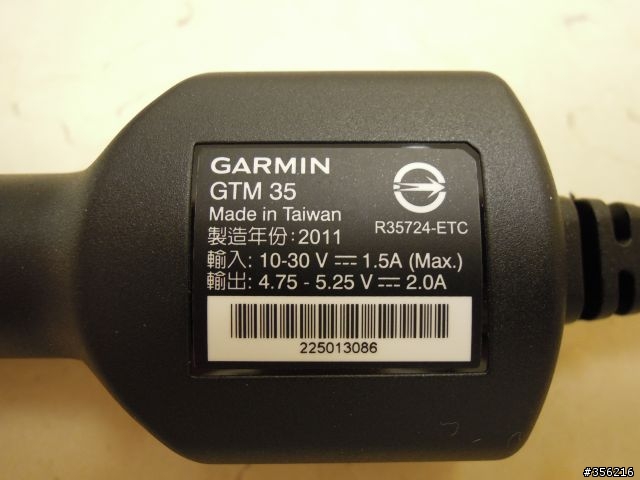 GARMIN
GTM 35
Made in Taiwan
R35724-ETC
製造年份：2011
輸入: 10-30 V ⎓ 1.5A (Max.)
輸出: 4.75 - 5.25 V ⎓ 2.0A
225013086
#356216